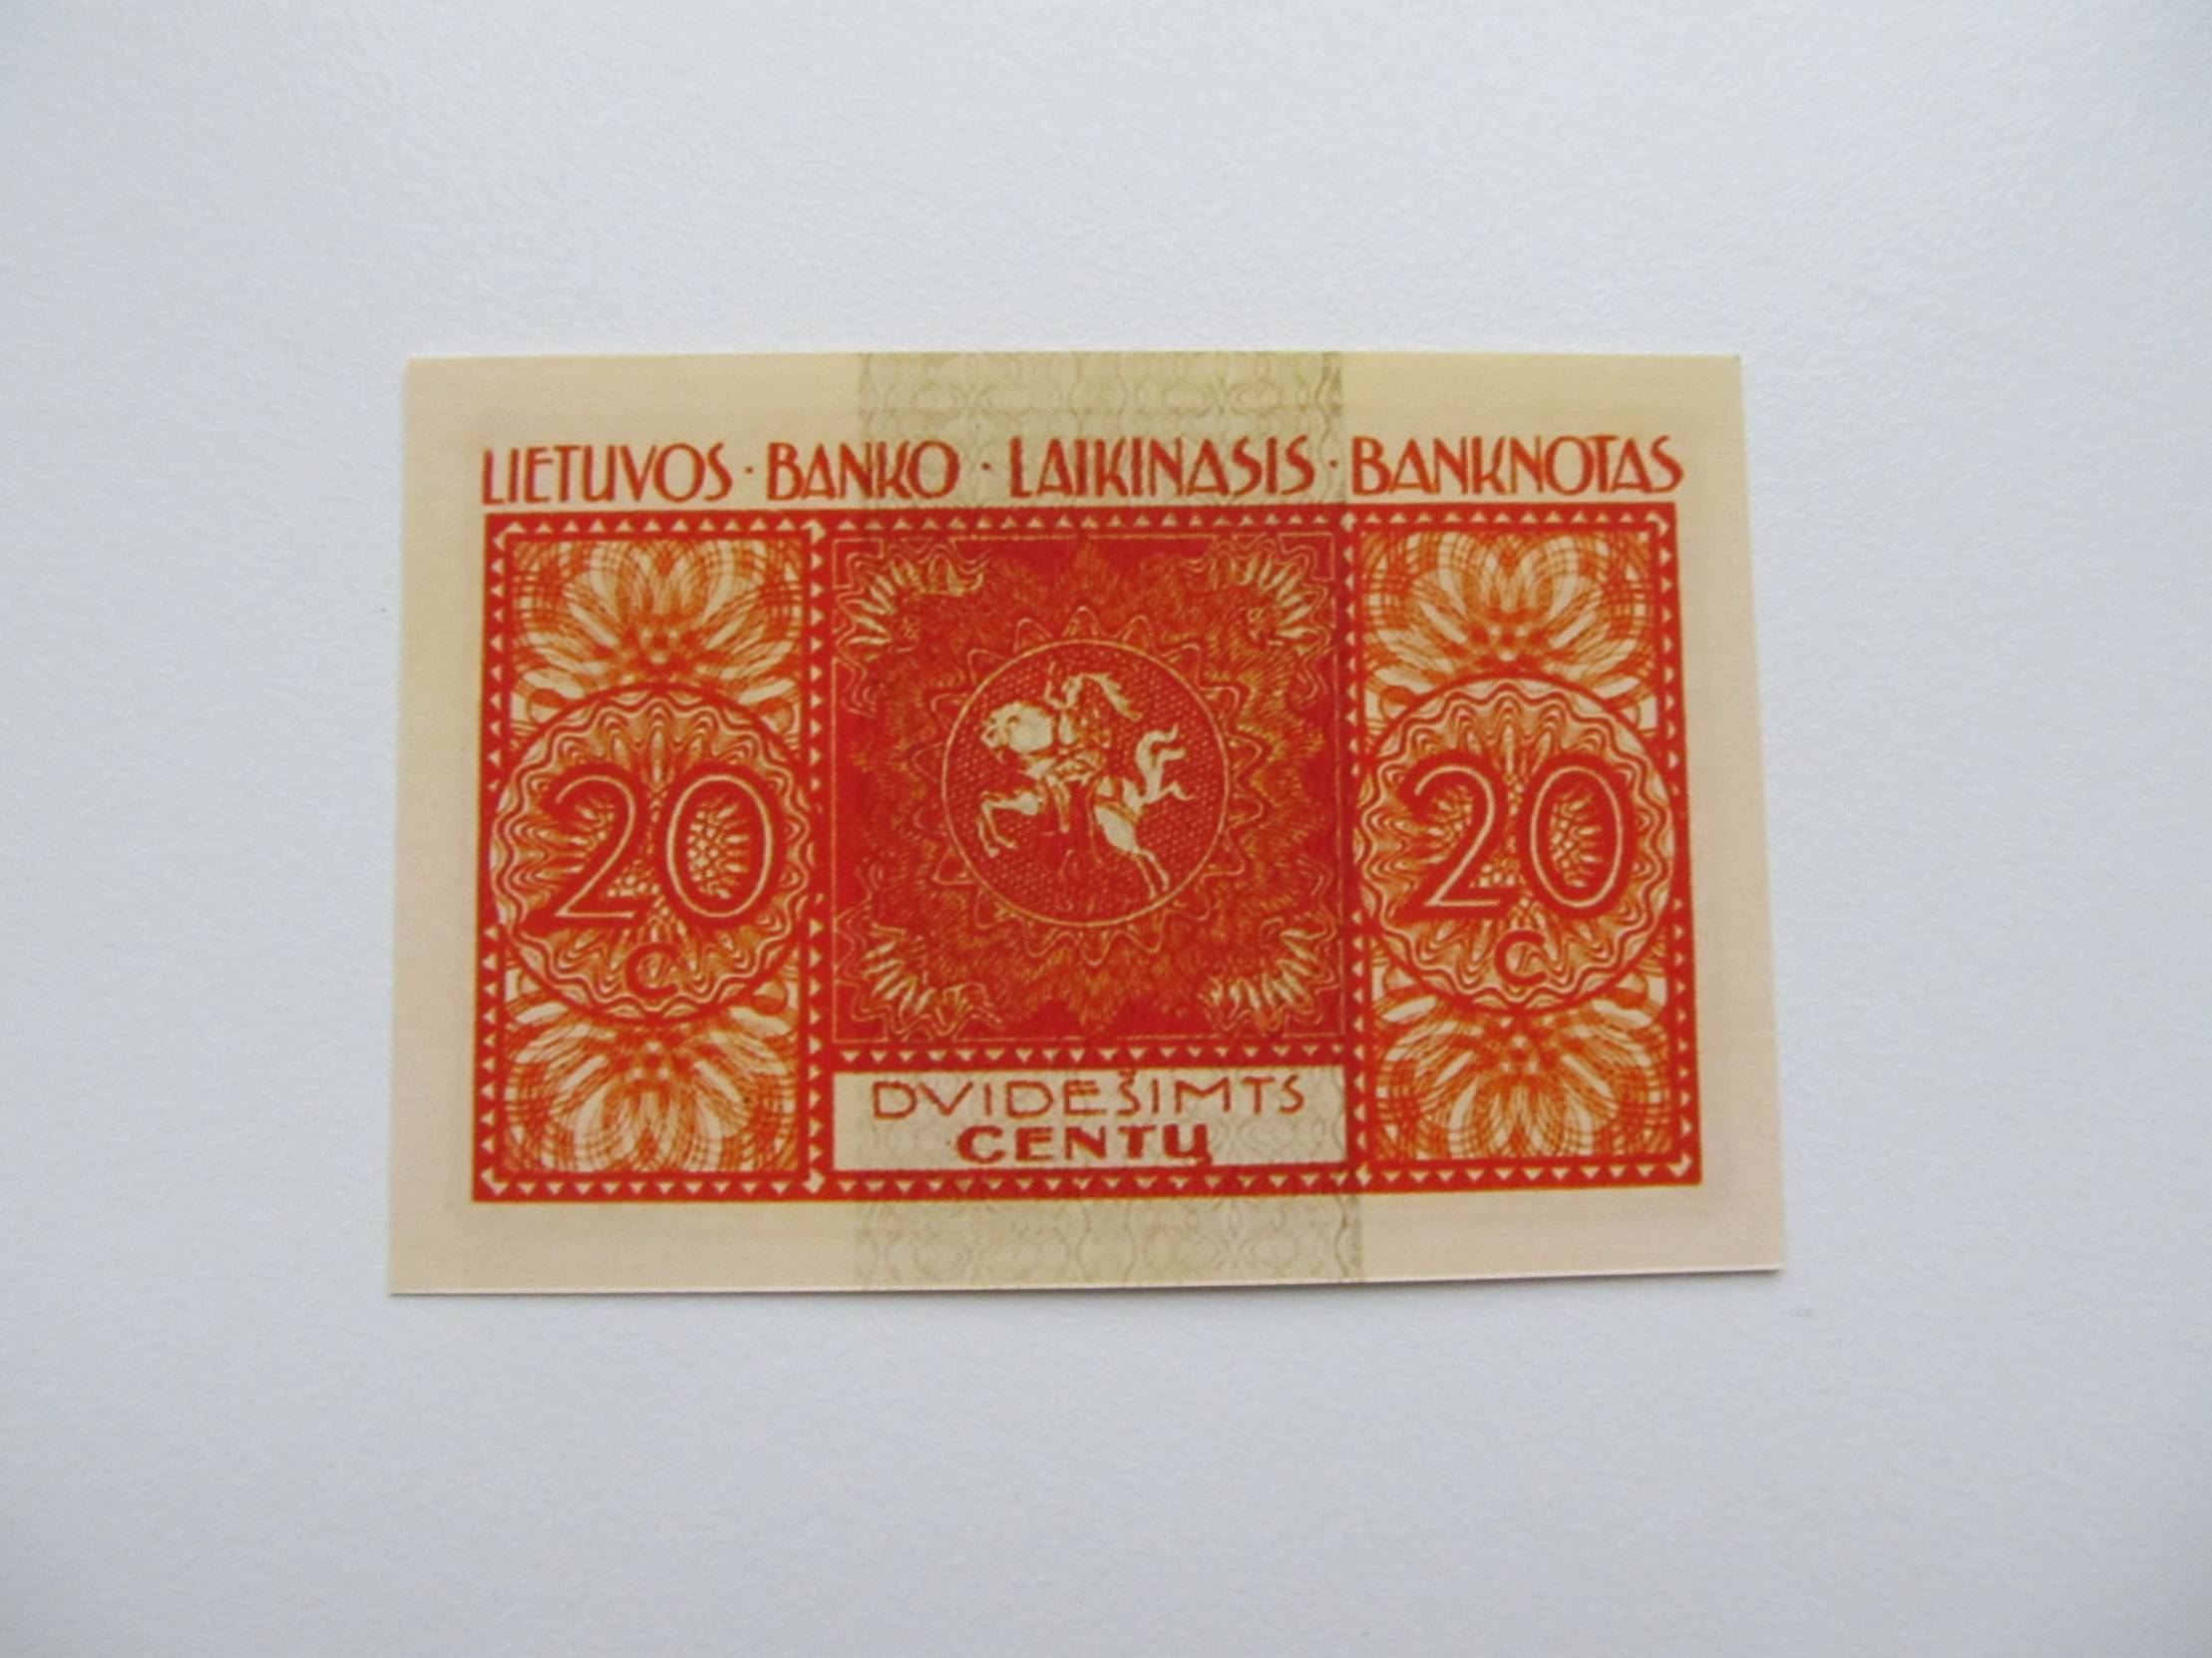 LIETUVOS · BANKO · LAIKINASIS · BANKNOTAS
20 20
C C
DVIDEŠIMTS
CENTŲ